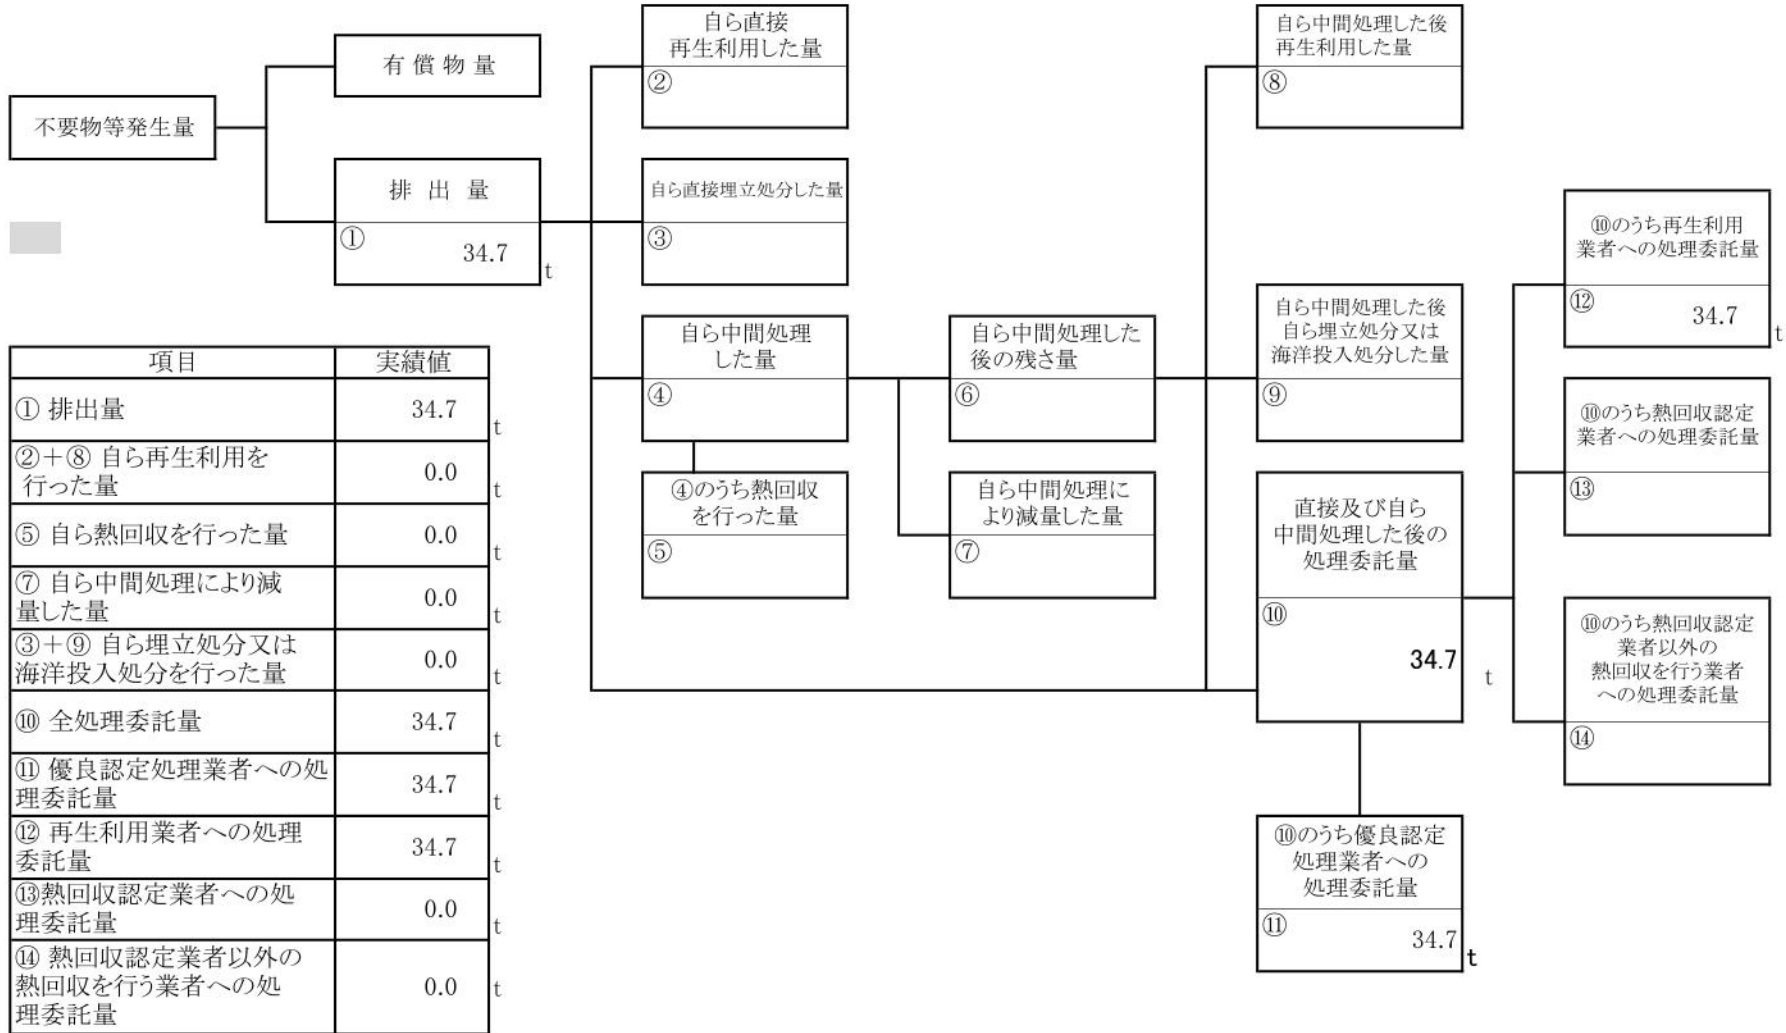 不要物等発生量
有償物量
排出量
①
34.7
t
自ら直接
再生利用した量
②
自ら直接埋立処分した量
③
自ら中間処理
した量
④
④のうち熱回収
を行った量
⑤
自ら中間処理した
後の残さ量
⑥
自ら中間処理に
より減量した量
⑦
自ら中間処理した後
再生利用した量
⑧
自ら中間処理した後
自ら埋立処分又は
海洋投入処分した量
⑨
直接及び自ら
中間処理した後の
処理委託量
⑩
34.7
t
⑩のうち優良認定
処理業者への
処理委託量
⑪
34.7
t
⑩のうち再生利用
業者への処理委託量
⑫
34.7
t
⑩のうち熱回収認定
業者への処理委託量
⑬
⑩のうち熱回収認定
業者以外の
熱回収を行う業者
への処理委託量
⑭
項目 実績値
① 排出量 34.7 t
②+⑧ 自ら再生利用を
行った量 0.0 t
⑤ 自ら熱回収を行った量 0.0 t
⑦ 自ら中間処理により減
量した量 0.0 t
③+⑨ 自ら埋立処分又は
海洋投入処分を行った量 0.0 t
⑩ 全処理委託量 34.7 t
⑪ 優良認定処理業者への処
理委託量 34.7 t
⑫ 再生利用業者への処理
委託量 34.7 t
⑬熱回収認定業者への処
理委託量 0.0 t
⑭ 熱回収認定業者以外の
熱回収を行う業者への処 0.0 t
理委託量